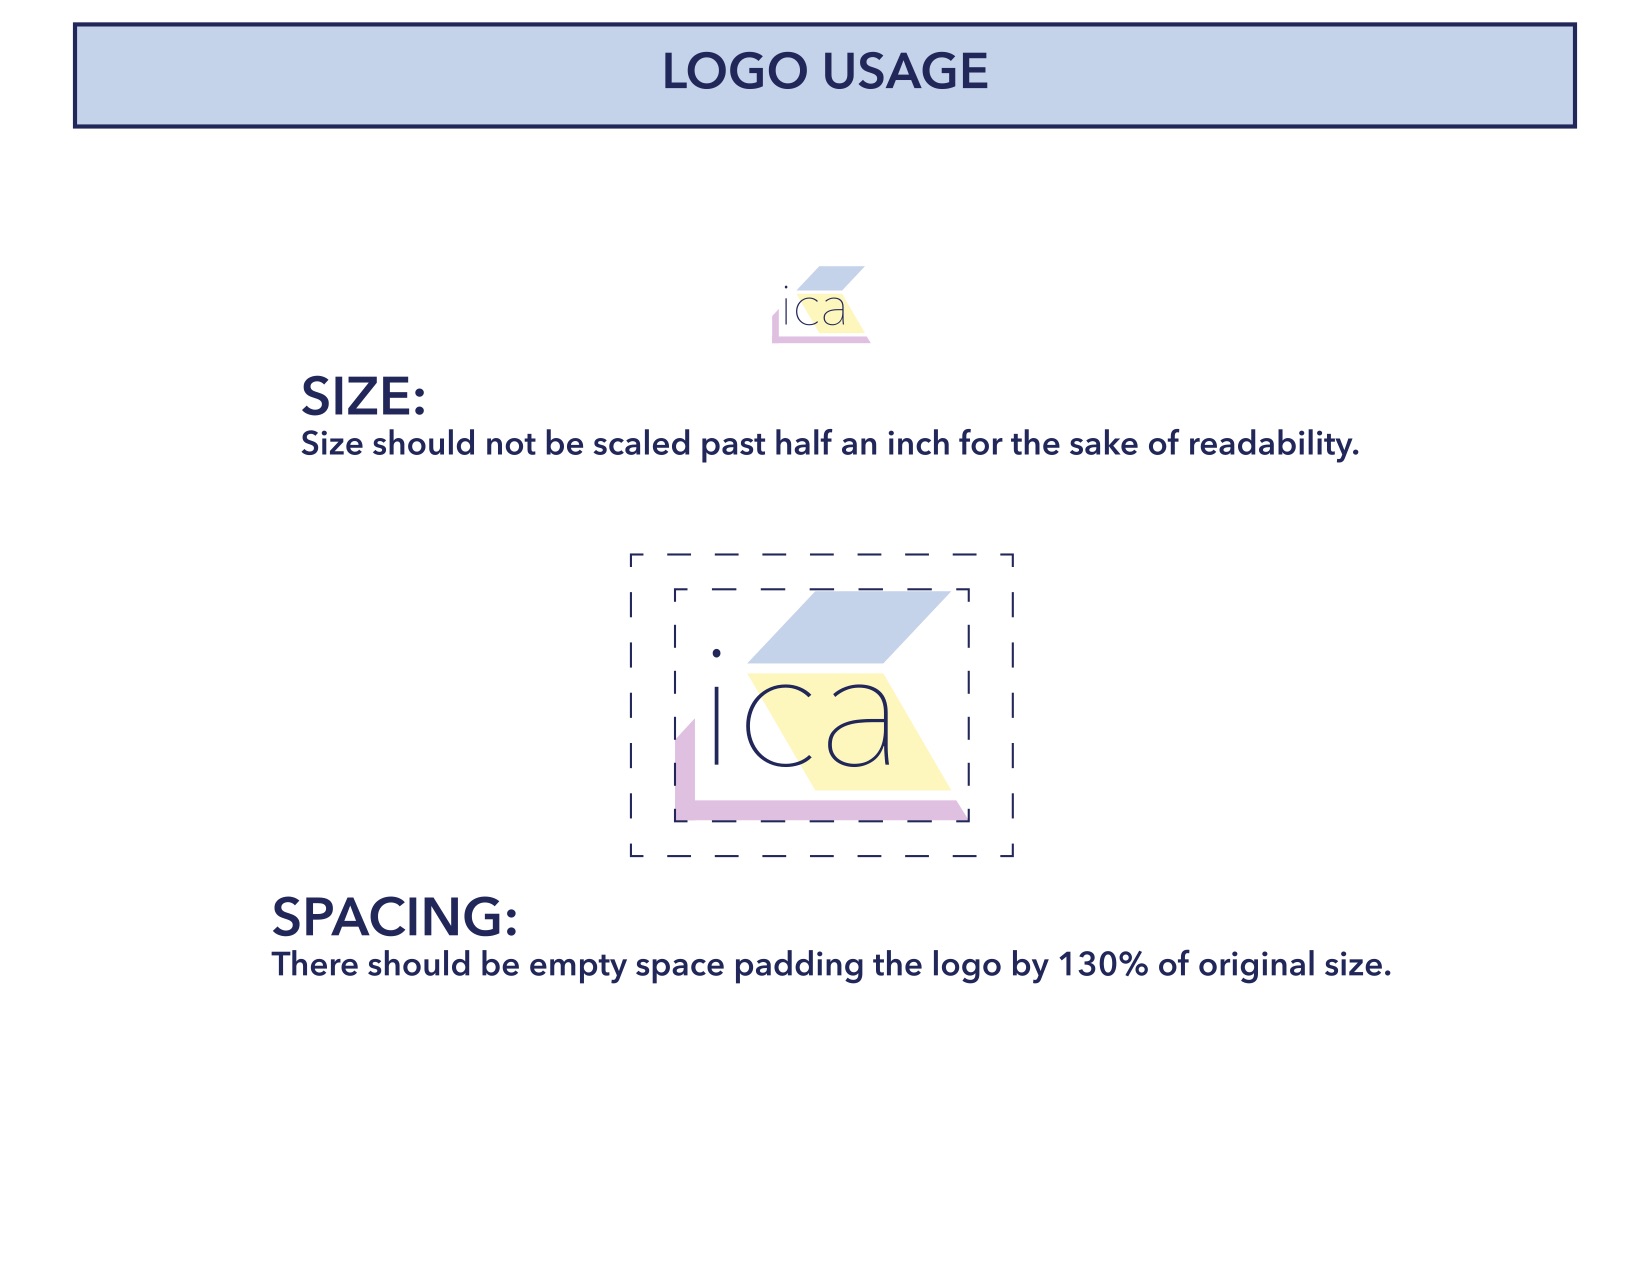 LOGO USAGE
ica
SIZE:
Size should not be scaled past half an inch for the sake of readability.
ica
SPACING:
There should be empty space padding the logo by 130% of original size.